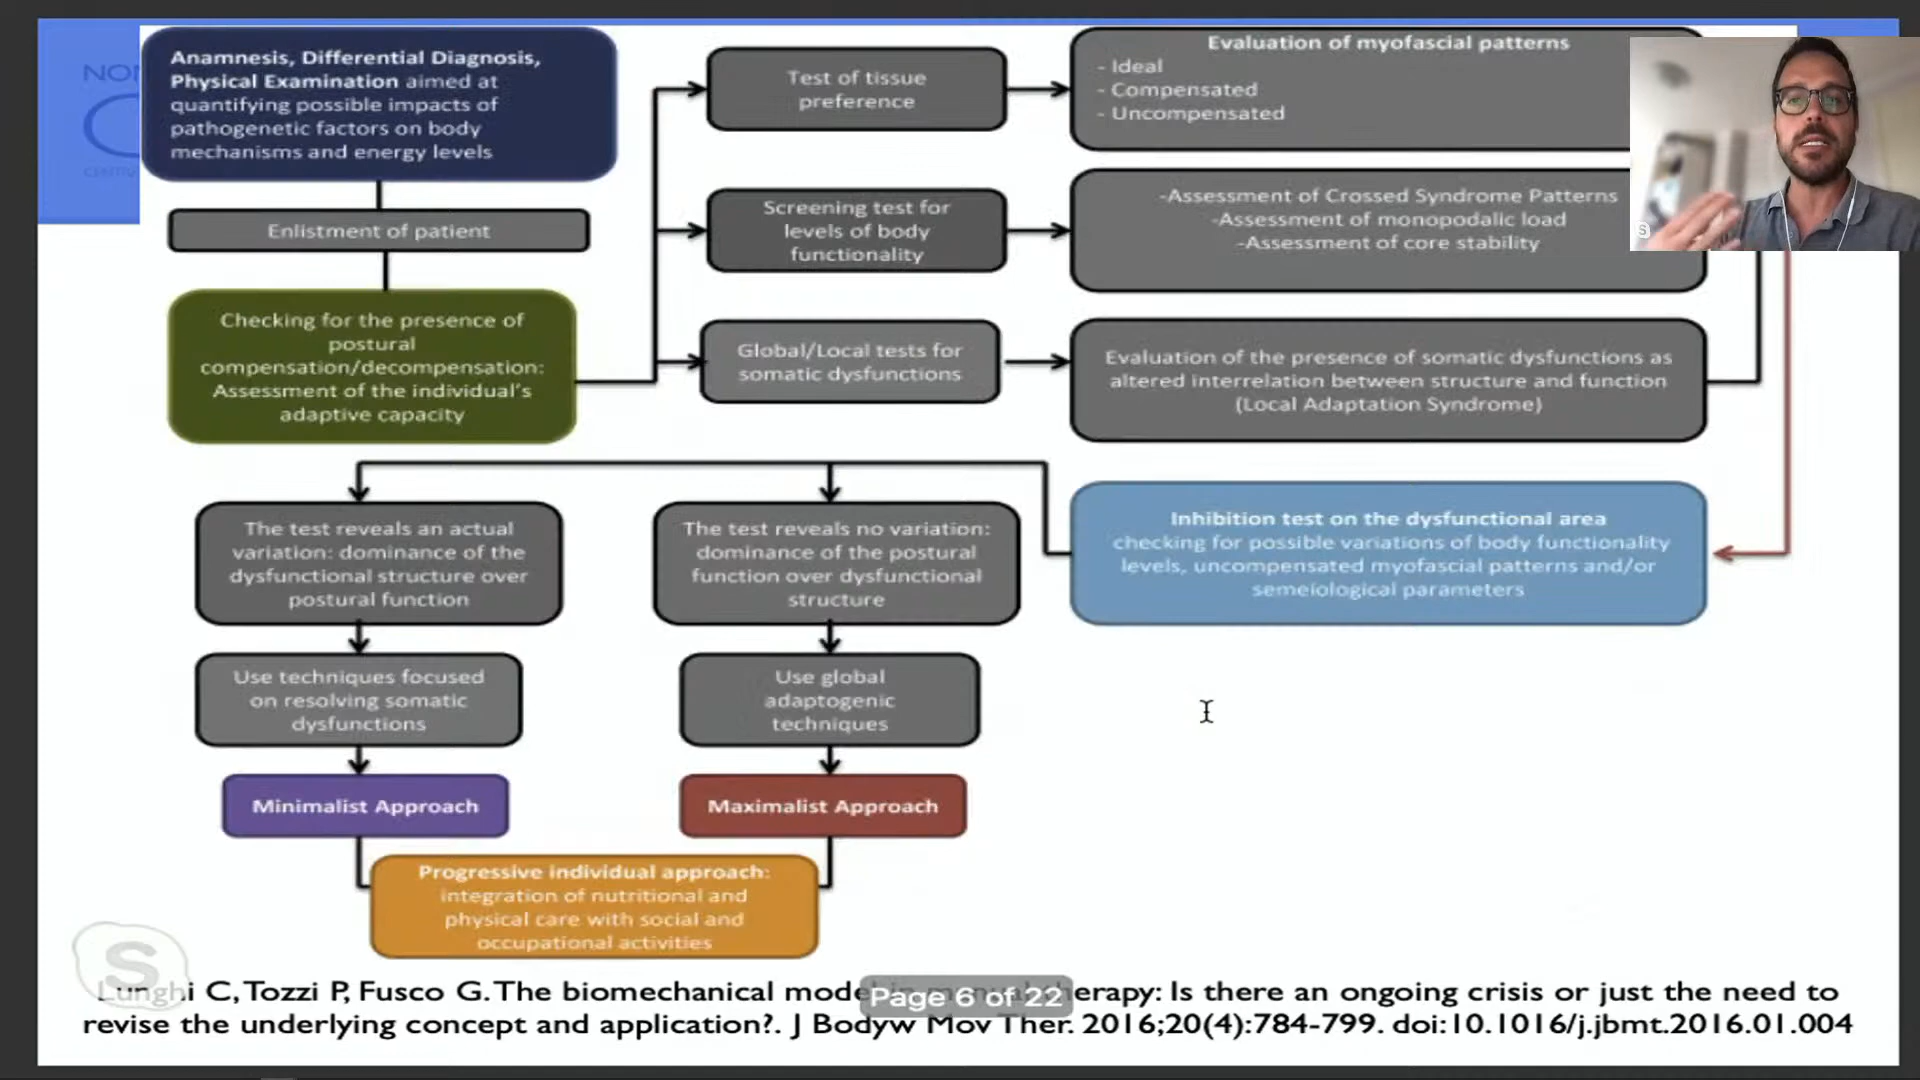 NO
Anamnesis, Differential Diagnosis,
Physical Examination aimed at
quantifying possible impacts of
pathogenetic factors on body
mechanisms and energy levels
Enlistment of patient
Checking for the presence of
postural
compensation/decompensation:
Assessment of the individual's
adaptive capacity
Test of tissue
preference
Evaluation of myofascial patterns
- Ideal
- Compensated
- Uncompensated
Screening test for
levels of body
functionality
-Assessment of Crossed Syndrome Patterns
-Assessment of monopodalic load
-Assessment of core stability
Global/Local tests for
somatic dysfunctions
Evaluation of the presence of somatic dysfunctions as
altered interrelation between structure and function
(Local Adaptation Syndrome)
Inhibition test on the dysfunctional area
checking for possible variations of body functionality
levels, uncompensated myofascial patterns and/or
semeiological parameters
The test reveals an actual
variation: dominance of the
dysfunctional structure over
postural function
The test reveals no variation:
dominance of the postural
function over dysfunctional
structure
Use techniques focused
on resolving somatic
dysfunctions
Use global
adaptogenic
techniques
Minimalist Approach
Maximalist Approach
Progressive individual approach:
integration of nutritional and
physical care with social and
occupational activities
S
S
Lunghi C, Tozzi P, Fusco G. The biomechanical mode erapy: Is there an ongoing crisis or just the need to
Page 6 of 22
revise the underlying concept and application?. J Bodyw Mov Ther. 2016;20(4):784-799. doi:10.1016/j.jbmt.2016.01.004